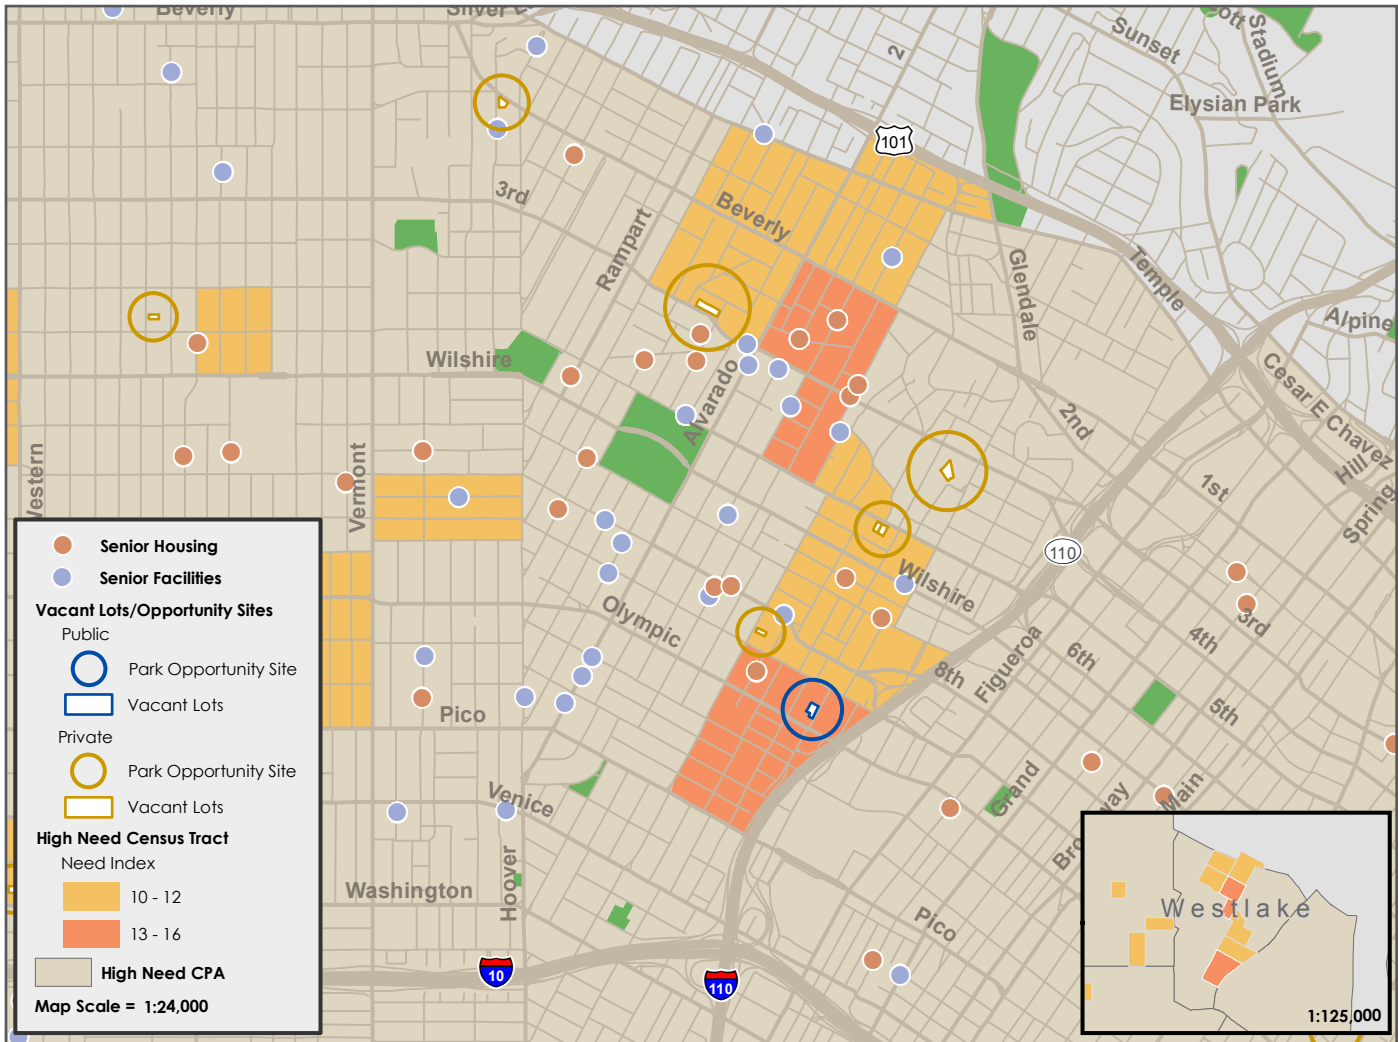 Beverly
Silver
2
Sunset
Stadium
Elysian Park
101
3rd
Beverly
Rampart
Glendale
Temple
Alpine
Wilshire
Alvarado
Cesar E Chavez
2nd
Hill
Western
Vermont
1st
Spring
110
Wilshire
Olympic
3rd
4th
6th
Figueroa
8th
5th
Pico
Venice
Grand
Main
Hoover
Washington
Pico
10
110
Senior Housing
Senior Facilities
Vacant Lots/Opportunity Sites
Public
Park Opportunity Site
Vacant Lots
Private
Park Opportunity Site
Vacant Lots
High Need Census Tract
Need Index
10 - 12
13 - 16
High Need CPA
Map Scale = 1:24,000
Westlake
1:125,000